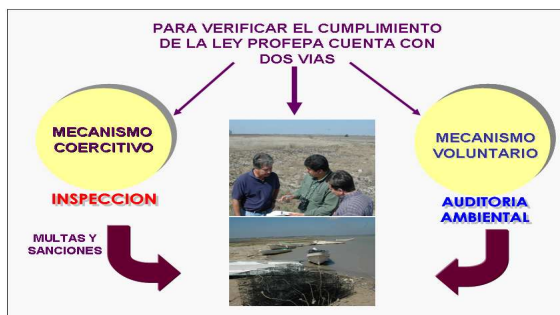 PARA VERIFICAR EL CUMPLIMIENTO
DE LA LEY PROFEPA CUENTA CON
DOS VIAS
MECANISMO
COERCITIVO
INSPECCION
MULTAS Y
SANCIONES
MECANISMO
VOLUNTARIO
AUDITORIA
AMBIENTAL